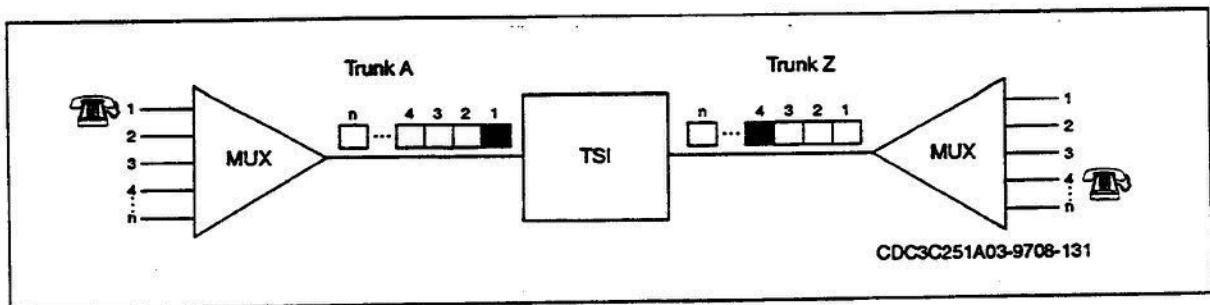 Trunk A
Trunk Z
n ... 4 3 2 1
n ... 4 3 2 1
1
2
3
4
n
MUX
TSI
MUX
1
2
3
4
n
CDC3C251A03-9708-131